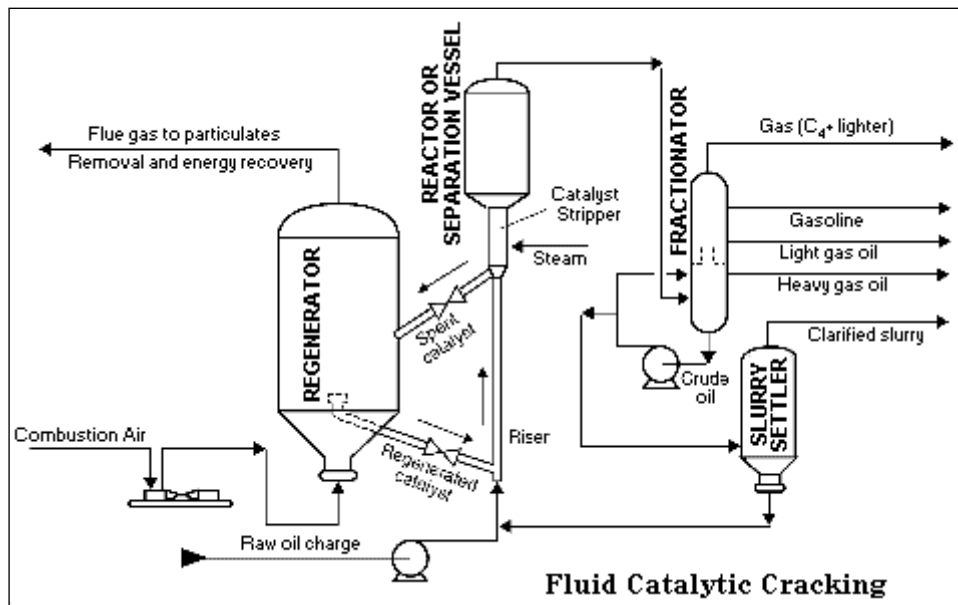 REACTOR OR
SEPARATION VESSEL
Flue gas to particulates
Removal and energy recovery
FRACTIONATOR
Gas (C₄+ lighter)
Catalyst
Stripper
Gasoline
Steam
Light gas oil
Heavy gas oil
REGENERATOR
Spent
catalyst
Clarified slurry
Crude
oil
SLURRY
SETTLER
Combustion Air
Riser
Regenerated
catalyst
Raw oil charge
Fluid Catalytic Cracking